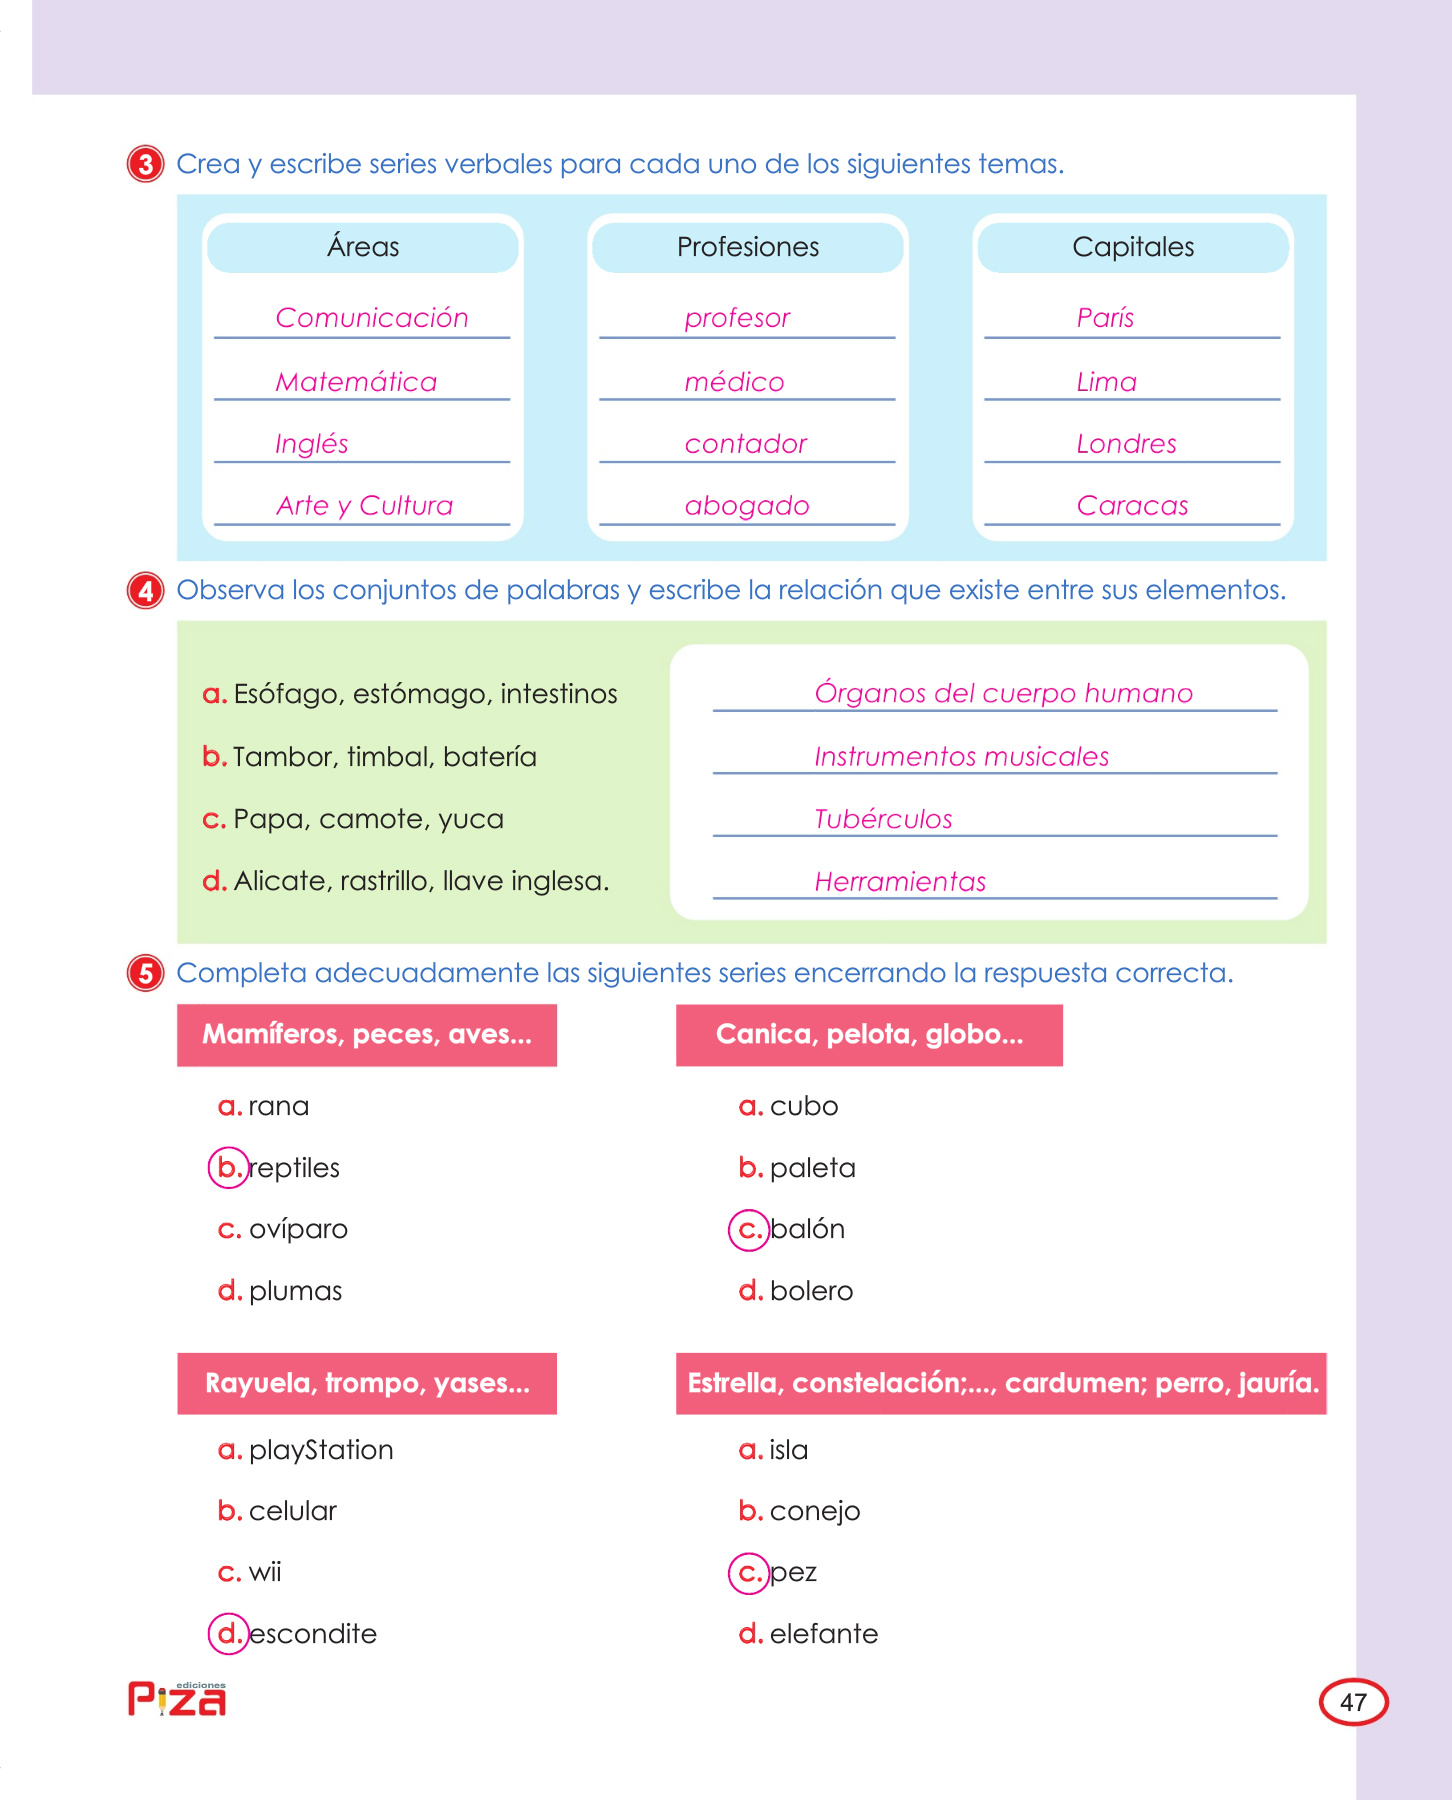 3 Crea y escribe series verbales para cada uno de los siguientes temas.
Áreas
Comunicación
Matemática
Inglés
Arte y Cultura
Profesiones
profesor
médico
contador
abogado
Capitales
París
Lima
Londres
Caracas
4 Observa los conjuntos de palabras y escribe la relación que existe entre sus elementos.
a. Esófago, estómago, intestinos
Órganos del cuerpo humano
b. Tambor, timbal, batería
Instrumentos musicales
c. Papa, camote, yuca
Tubérculos
d. Alicate, rastrillo, llave inglesa.
Herramientas
5 Completa adecuadamente las siguientes series encerrando la respuesta correcta.
Mamíferos, peces, aves...
a. rana
b. reptiles
c. ovíparo
d. plumas
Canica, pelota, globo...
a. cubo
b. paleta
c. balón
d. bolero
Rayuela, trompo, yases...
a. playStation
b. celular
c. wii
d. escondite
Estrella, constelación;..., cardumen; perro, jauría.
a. isla
b. conejo
c. pez
d. elefante
ediciones
Piza
47